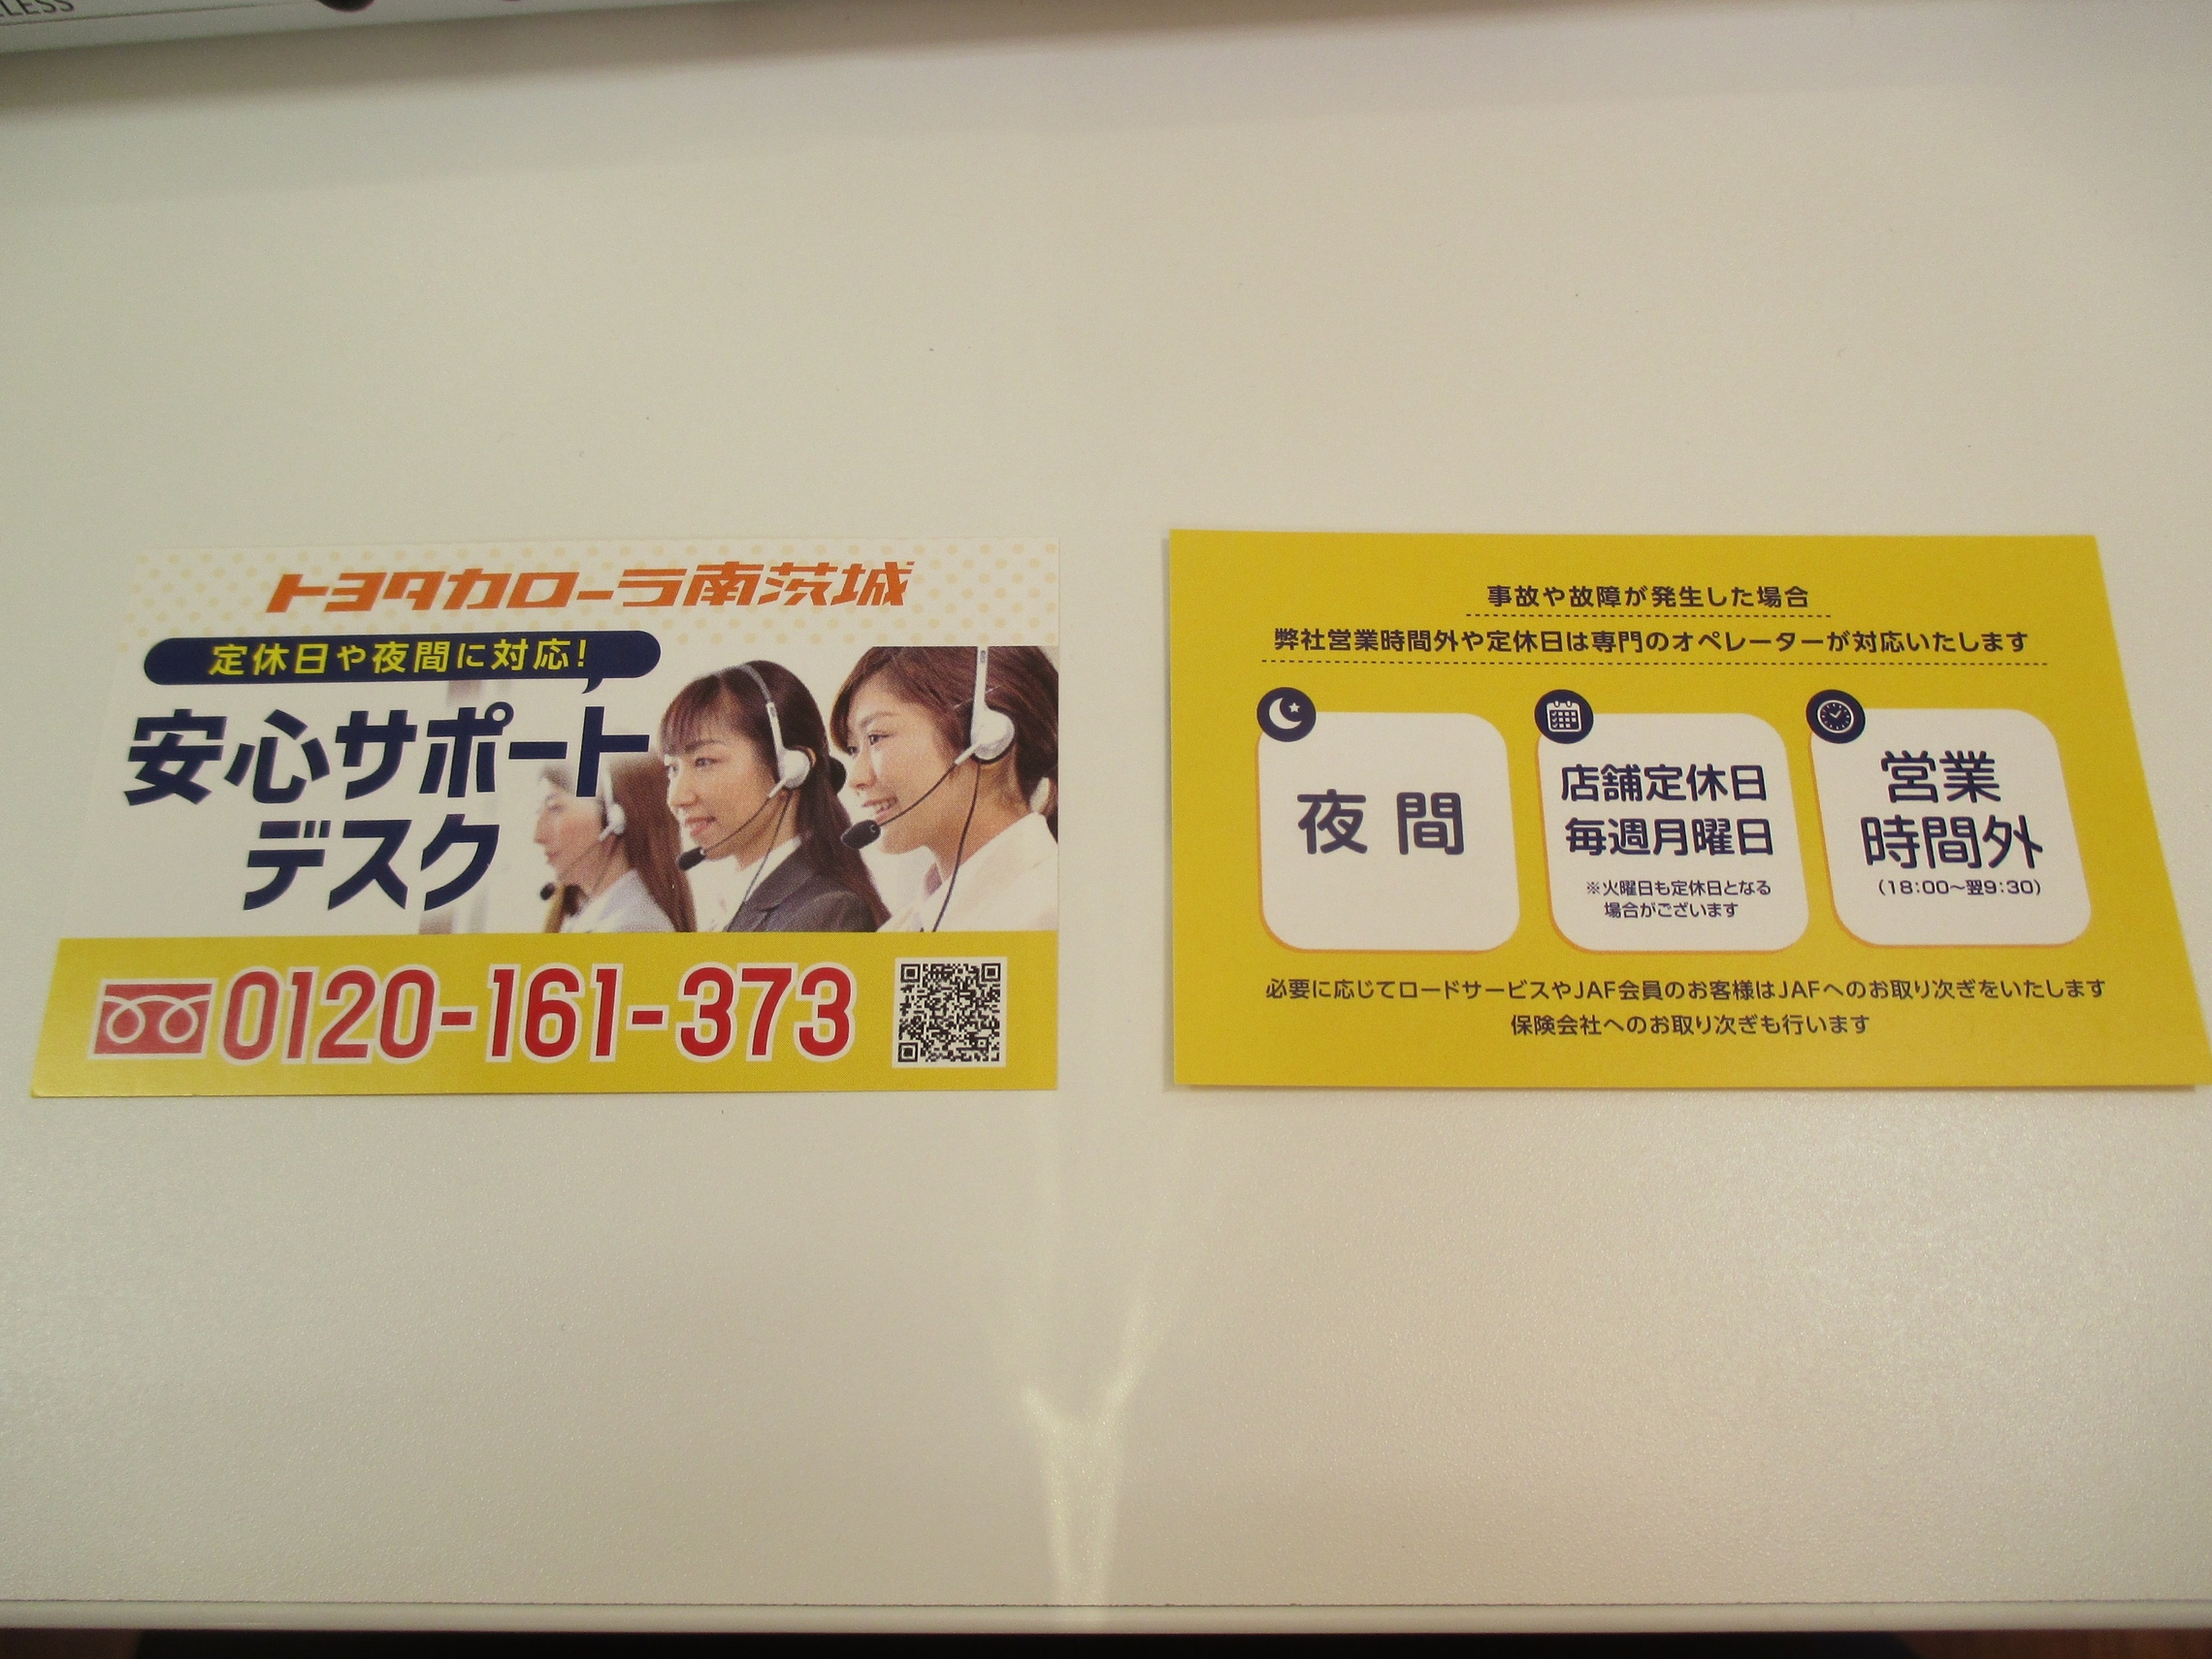 LESS
トヨタカローラ南茨城
定休日や夜間に対応!
安心サポート
デスク
0120-161-373
事故や故障が発生した場合
弊社営業時間外や定休日は専門のオペレーターが対応いたします
夜間
店舗定休日
毎週月曜日
※火曜日も定休日となる
場合がございます
営業
時間外
(18:00〜翌9:30)
必要に応じてロードサービスやJAF会員のお客様はJAFへのお取り次ぎをいたします
保険会社へのお取り次ぎも行います